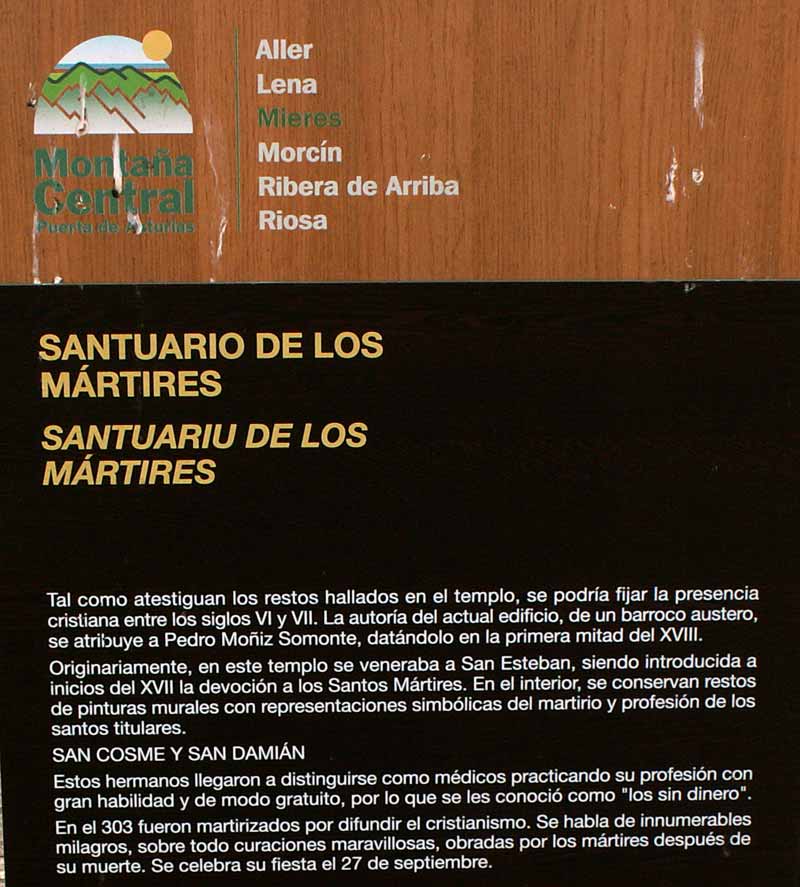 Montaña
Central
Puerta de Asturias
Aller
Lena
Mieres
Morcín
Ribera de Arriba
Riosa
SANTUARIO DE LOS
MÁRTIRES
SANTUARIU DE LOS
MÁRTIRES
Tal como atestiguan los restos hallados en el templo, se podría fijar la presencia
cristiana entre los siglos VI y VII. La autoría del actual edificio, de un barroco austero,
se atribuye a Pedro Moñiz Somonte, datándolo en la primera mitad del XVIII.
Originariamente, en este templo se veneraba a San Esteban, siendo introducida a
inicios del XVII la devoción a los Santos Mártires. En el interior, se conservan restos
de pinturas murales con representaciones simbólicas del martirio y profesión de los
santos titulares.
SAN COSME Y SAN DAMIÁN
Estos hermanos llegaron a distinguirse como médicos practicando su profesión con
gran habilidad y de modo gratuito, por lo que se les conoció como "los sin dinero".
En el 303 fueron martirizados por difundir el cristianismo. Se habla de innumerables
milagros, sobre todo curaciones maravillosas, obradas por los mártires después de
su muerte. Se celebra su fiesta el 27 de septiembre.